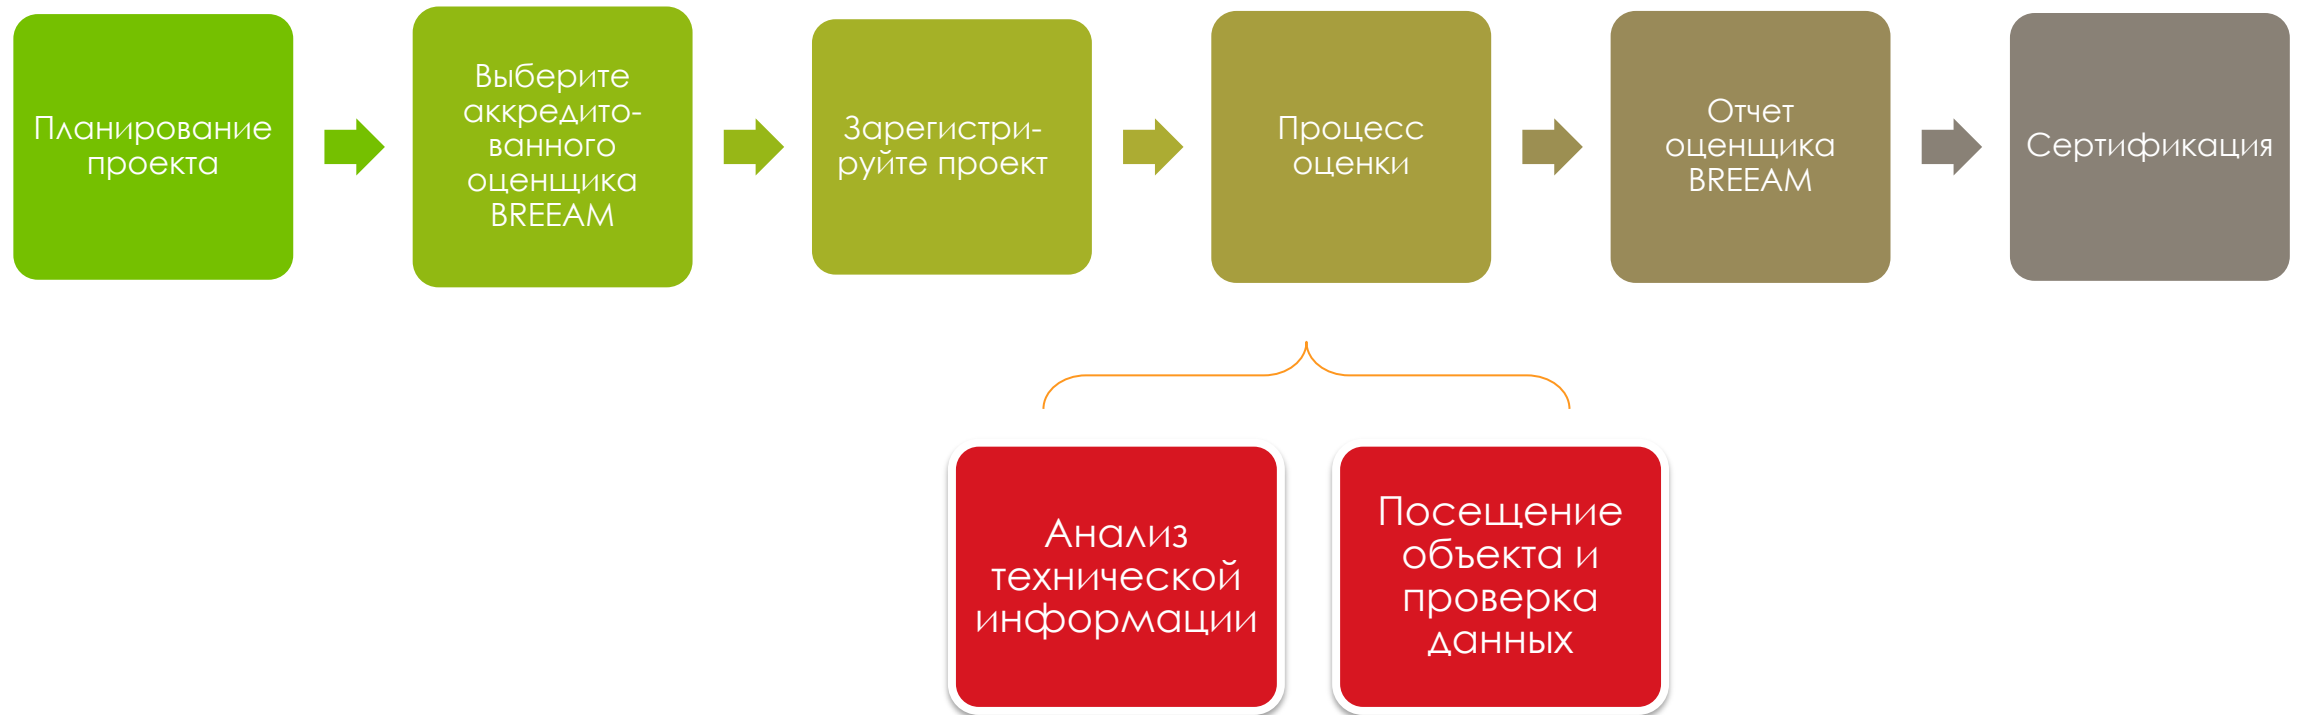 Планирование
проекта
Выберите
аккредито-
ванного
оценщика
BREEAM
Зарегистри-
руйте проект
Процесс
оценки
Отчет
оценщика
BREEAM
Сертификация
Анализ
технической
информации
Посещение
объекта и
проверка
данных